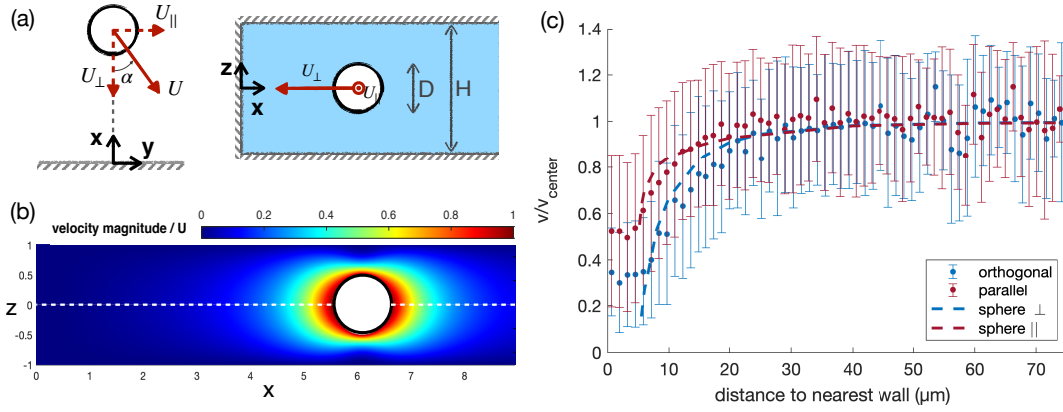 (a)
U∥
U⊥
α
U
x
y
z
x
U⊥
U∥
D
H
(b)
velocity magnitude / U
0 0.2 0.4 0.6 0.8 1
1
0.5
0
-0.5
-1
z
0 1 2 3 4 5 6 7 8
x
(c)
1.4
1.2
1
0.8
0.6
0.4
0.2
0
v/v_center
0 10 20 30 40 50 60 70
distance to nearest wall (µm)
orthogonal
parallel
sphere ⊥
sphere ||